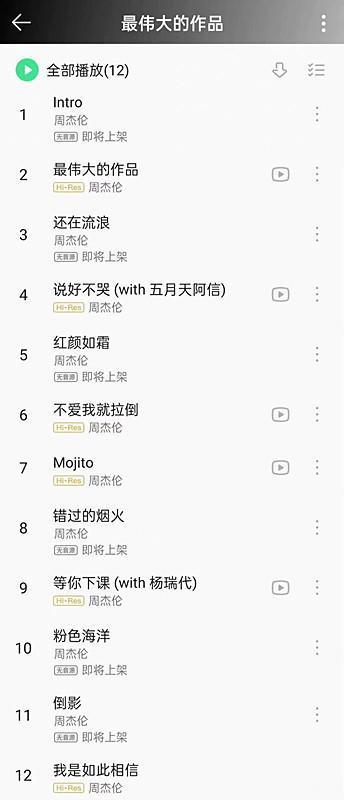 最伟大的作品
全部播放(12)
1
Intro
周杰伦
无音源 即将上架
2
最伟大的作品
Hi-Res 周杰伦
3
还在流浪
周杰伦
无音源 即将上架
4
说好不哭 (with 五月天阿信)
Hi-Res 周杰伦
5
红颜如霜
周杰伦
无音源 即将上架
6
不爱我就拉倒
Hi-Res 周杰伦
7
Mojito
Hi-Res 周杰伦
8
错过的烟火
周杰伦
无音源 即将上架
9
等你下课 (with 杨瑞代)
Hi-Res 周杰伦
10
粉色海洋
周杰伦
无音源 即将上架
11
倒影
周杰伦
无音源 即将上架
12
我是如此相信
Hi-Res 周杰伦